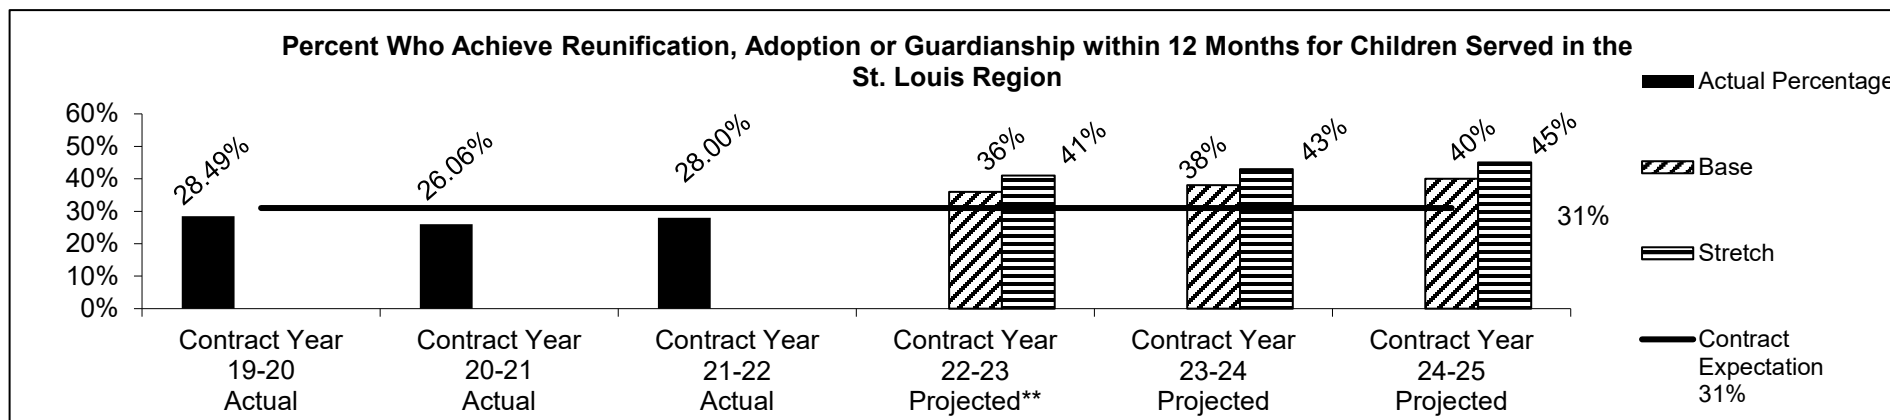 Percent Who Achieve Reunification, Adoption or Guardianship within 12 Months for Children Served in the
St. Louis Region
60%
50%
40%
30%
20%
10%
0%
28.49%
26.06%
28.00%
36%
41%
38%
43%
40%
45%
31%
Contract Year
19-20
Actual
Contract Year
20-21
Actual
Contract Year
21-22
Actual
Contract Year
22-23
Projected**
Contract Year
23-24
Projected
Contract Year
24-25
Projected
Actual Percentage
Base
Stretch
Contract
Expectation
31%